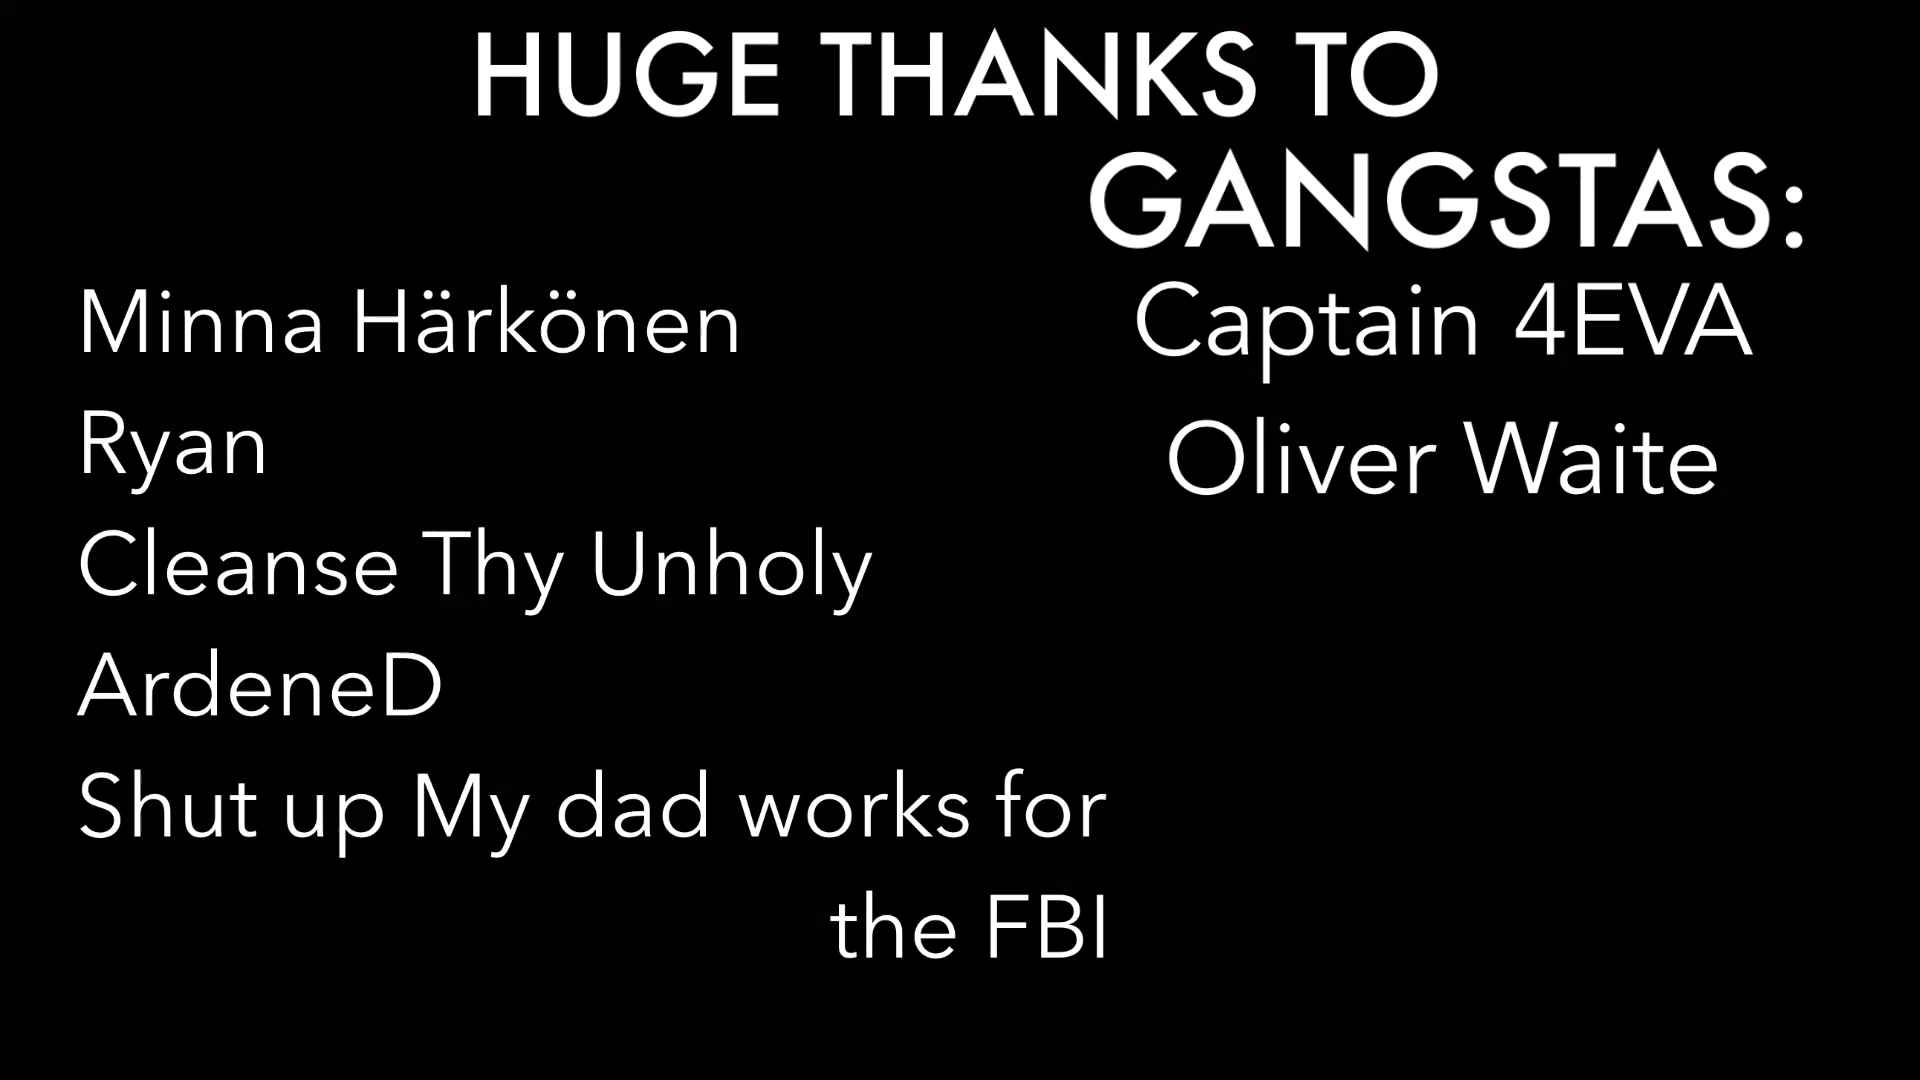 HUGE THANKS TO
GANGSTAS:
Minna Härkönen
Ryan
Cleanse Thy Unholy
ArdeneD
Shut up My dad works for
the FBI
Captain 4EVA
Oliver Waite